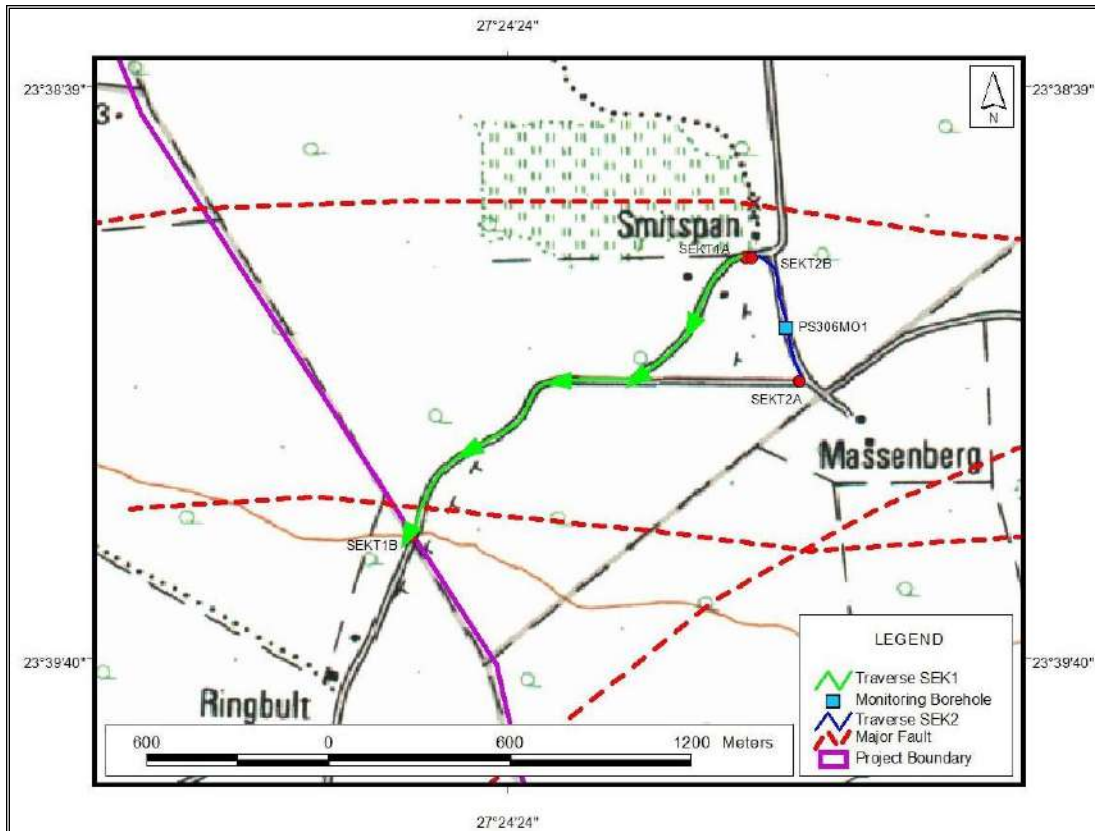 27°24'24"
23°38'39"
23°38'39"
N
3
Smitspan
SEKT1A
SEKT2B
PS306MO1
SEKT2A
Massenberg
SEKT1B
23°39'40"
23°39'40"
Ringbult
LEGEND
Traverse SEK1
Monitoring Borehole
Traverse SEK2
Major Fault
Project Boundary
600 0 600 1200 Meters
27°24'24"